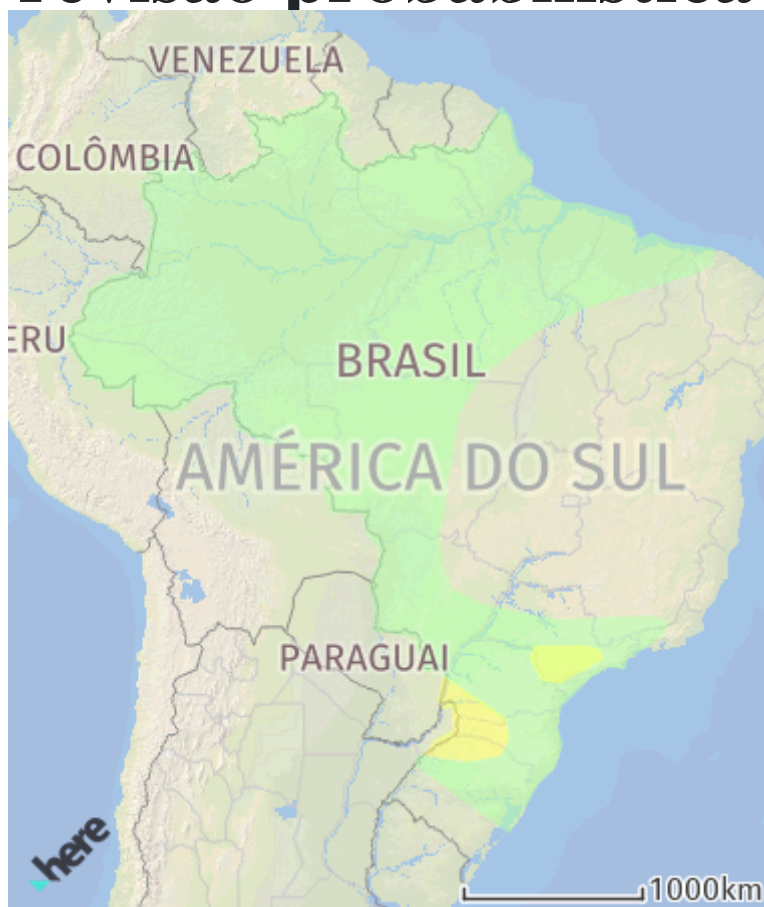 VENEZUELA
COLÔMBIA
ERU
BRASIL
AMÉRICA DO SUL
PARAGUAI
here
1000km